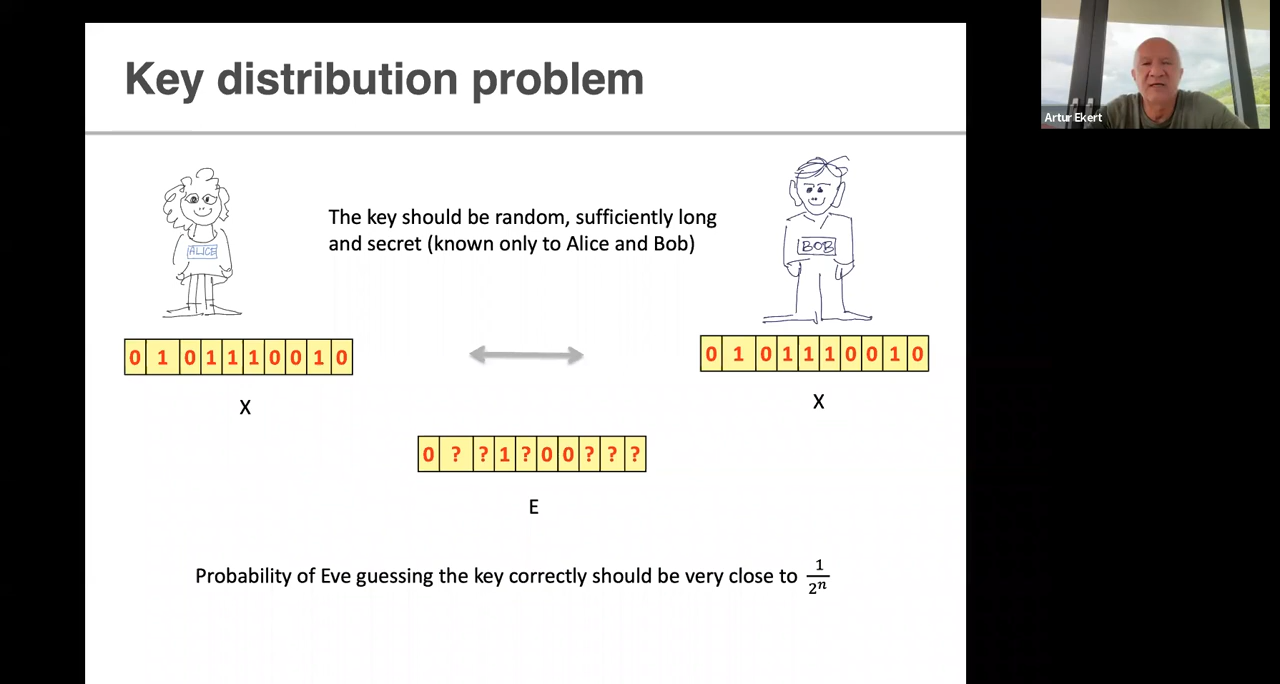 Key distribution problem
Artur Ekert
ALICE
The key should be random, sufficiently long
and secret (known only to Alice and Bob)
BOB
0 1 0 1 1 1 0 0 1 0
0 1 0 1 1 1 0 0 1 0
X
X
0 ? ? 1 ? 0 0 ? ? ?
E
Probability of Eve guessing the key correctly should be very close to 1/2ⁿ